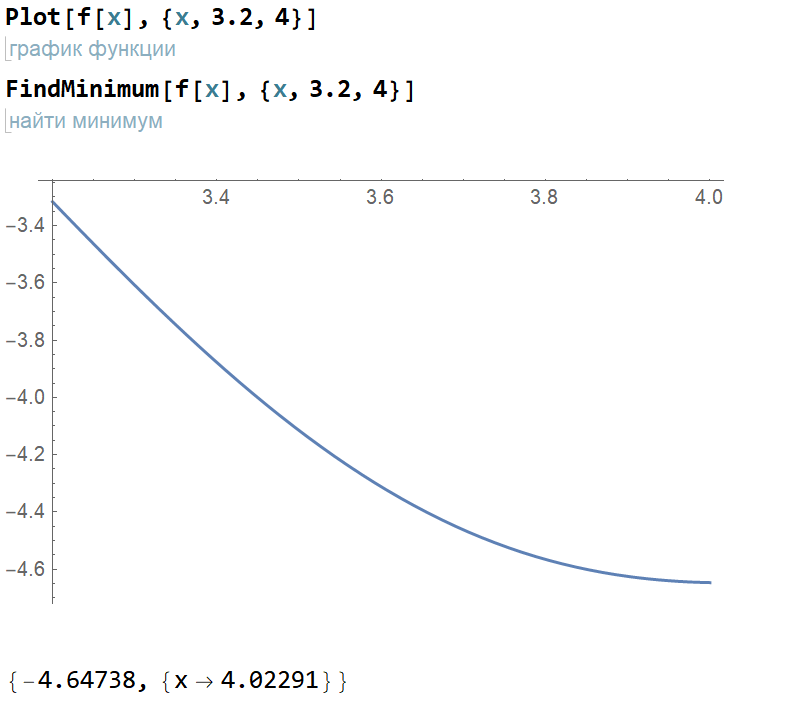 Plot[f[x], {x, 3.2, 4}]
график функции
FindMinimum[f[x], {x, 3.2, 4}]
найти минимум
3.4 3.6 3.8 4.0
-3.4
-3.6
-3.8
-4.0
-4.2
-4.4
-4.6
{-4.64738, {x → 4.02291}}